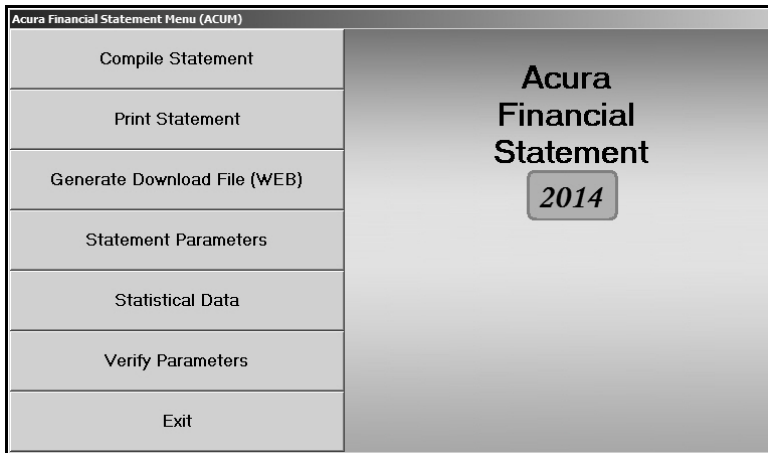 Acura Financial Statement Menu (ACUM)
Compile Statement
Print Statement
Generate Download File (WEB)
Statement Parameters
Statistical Data
Verify Parameters
Exit
Acura
Financial
Statement
2014